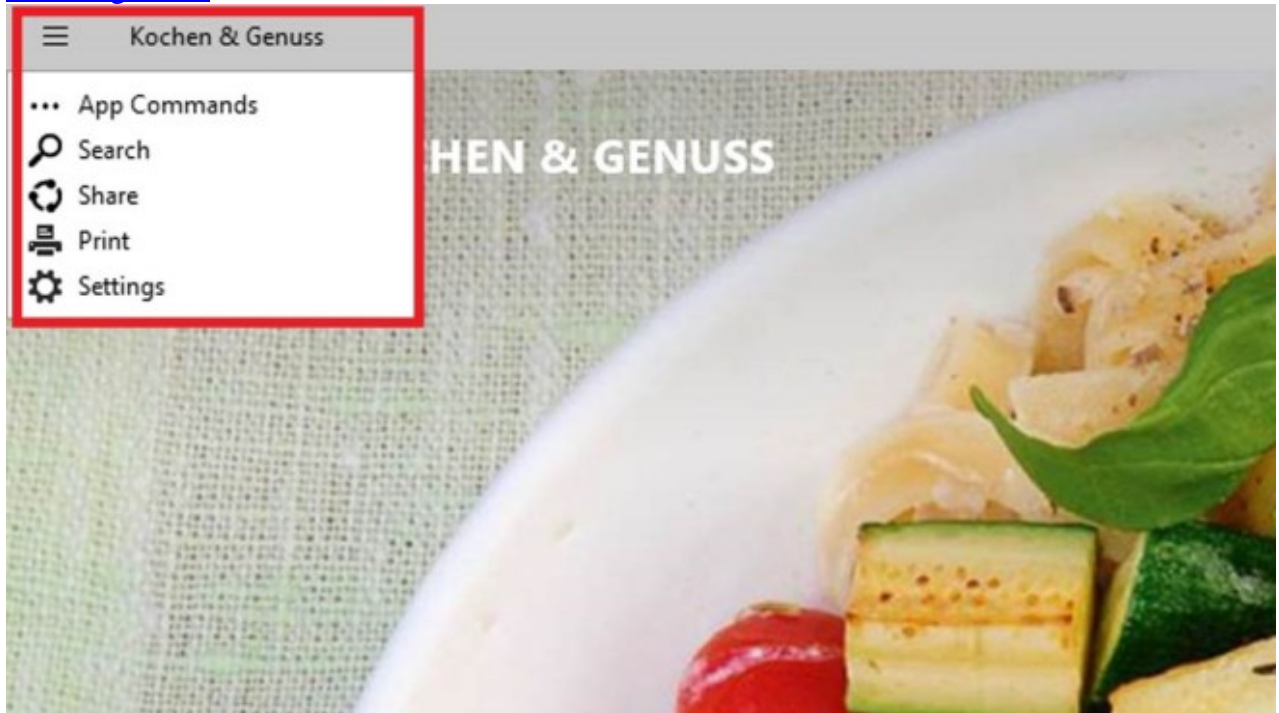 Kochen & Genuss
App Commands
Search
Share
Print
Settings
HEN & GENUSS